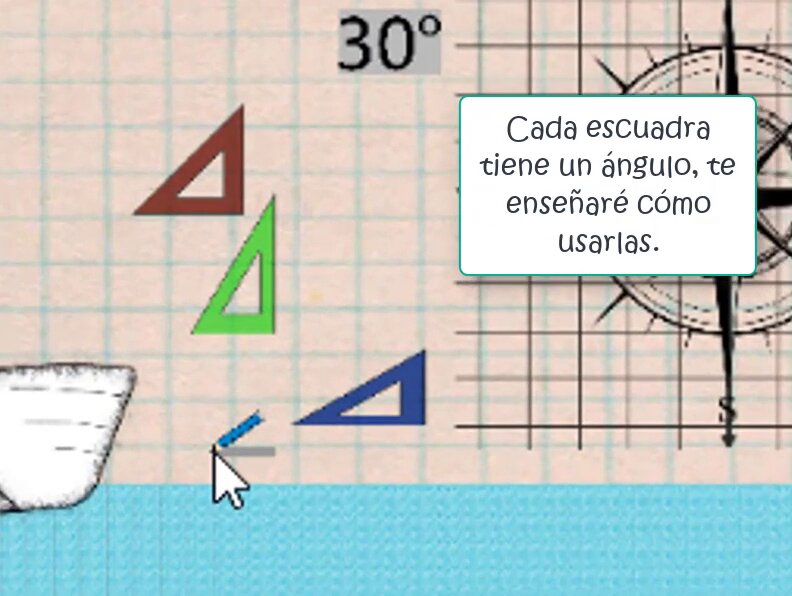 30°
Cada escuadra
tiene un ángulo, te
enseñaré cómo
usarlas.
S